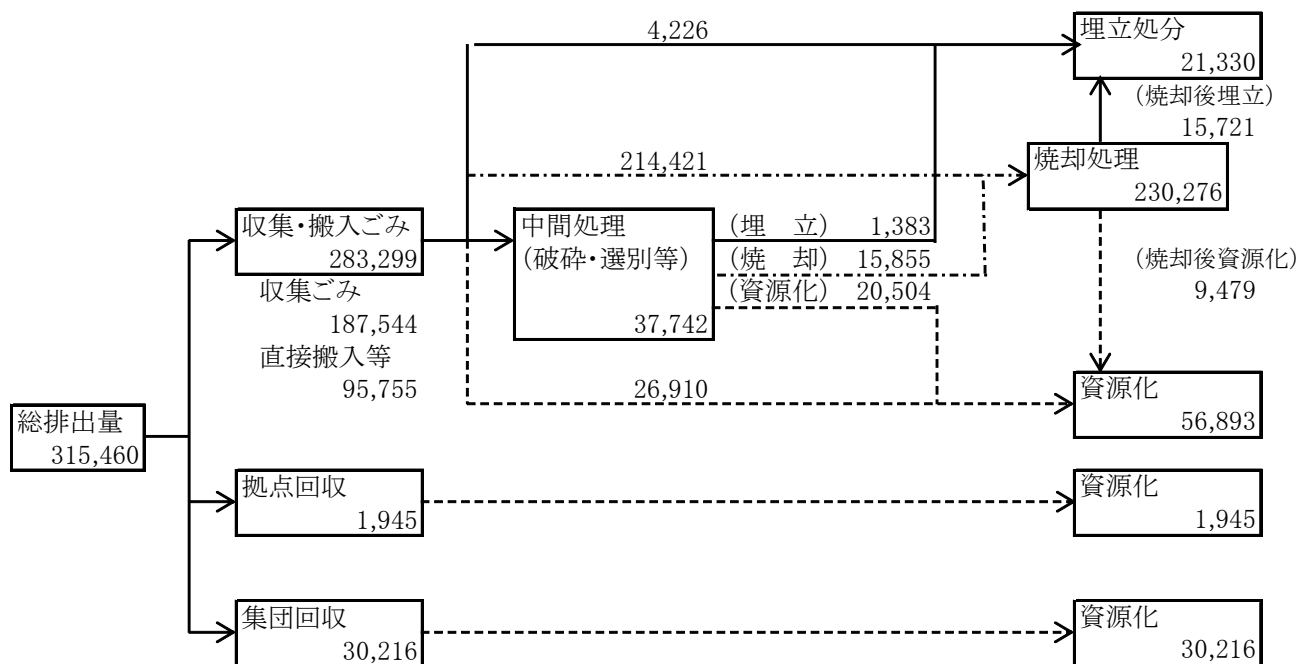 4,226
埋立処分
21,330
(焼却後埋立)
15,721
214,421
焼却処理
230,276
収集・搬入ごみ
283,299
中間処理
(破砕・選別等)
37,742
(埋　立)　1,383
(焼　却)　15,855
(資源化)　20,504
(焼却後資源化)
9,479
収集ごみ
187,544
直接搬入等
95,755
26,910
資源化
56,893
総排出量
315,460
拠点回収
1,945
資源化
1,945
集団回収
30,216
資源化
30,216